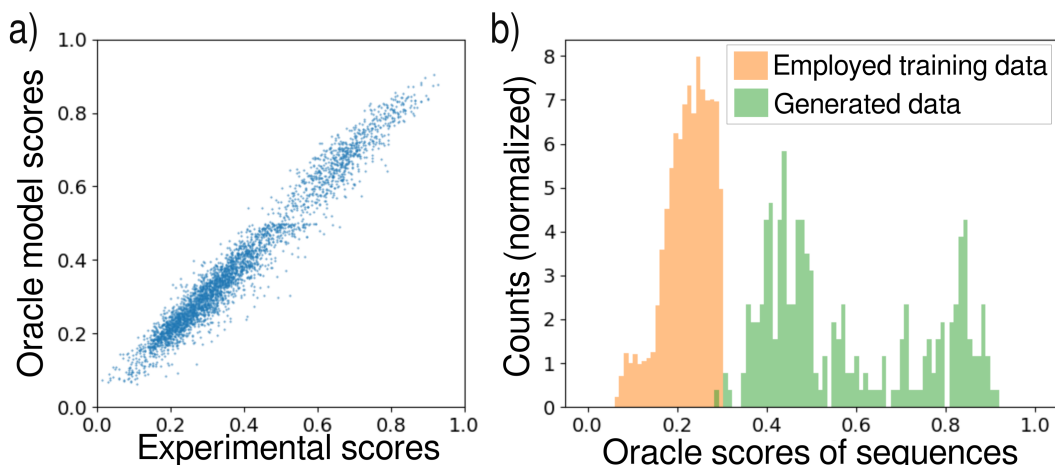 a)
1.0
0.8
0.6
0.4
0.2
0.0
Oracle model scores
0.0 0.2 0.4 0.6 0.8 1.0
Experimental scores
b)
8
7
6
5
4
3
2
1
0
Counts (normalized)
Employed training data
Generated data
0.0 0.2 0.4 0.6 0.8 1.0
Oracle scores of sequences